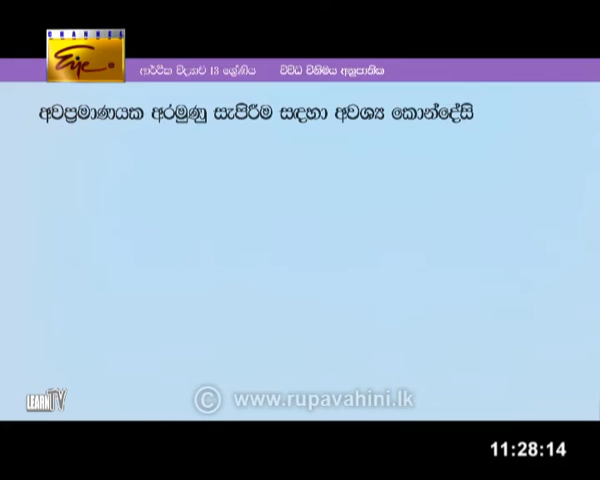 CHANNEL
Eye
ආර්ථික විද්‍යාව 13 ශ්‍රේණිය විවිධ විනිමය අනුපාතික
අවප්‍රමාණයක අරමුණු සැපිරීම සඳහා අවශ්‍ය කොන්දේසි
LEARN TV
© www.rupavahini.lk
11:28:14